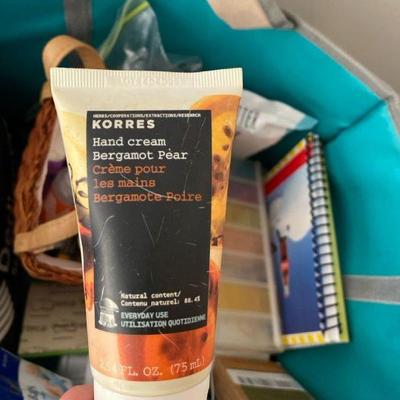 HERBS/COOPERATIONS/EXTRACTIONS/RESEARCH
KORRES
Hand cream
Bergamot Pear
Crème pour
les mains
Bergamote Poire
Natural content/
Contenu naturel: 88.4%
EVERYDAY USE
UTILISATION QUOTIDIENNE
2.54 FL. OZ. (75 mL)